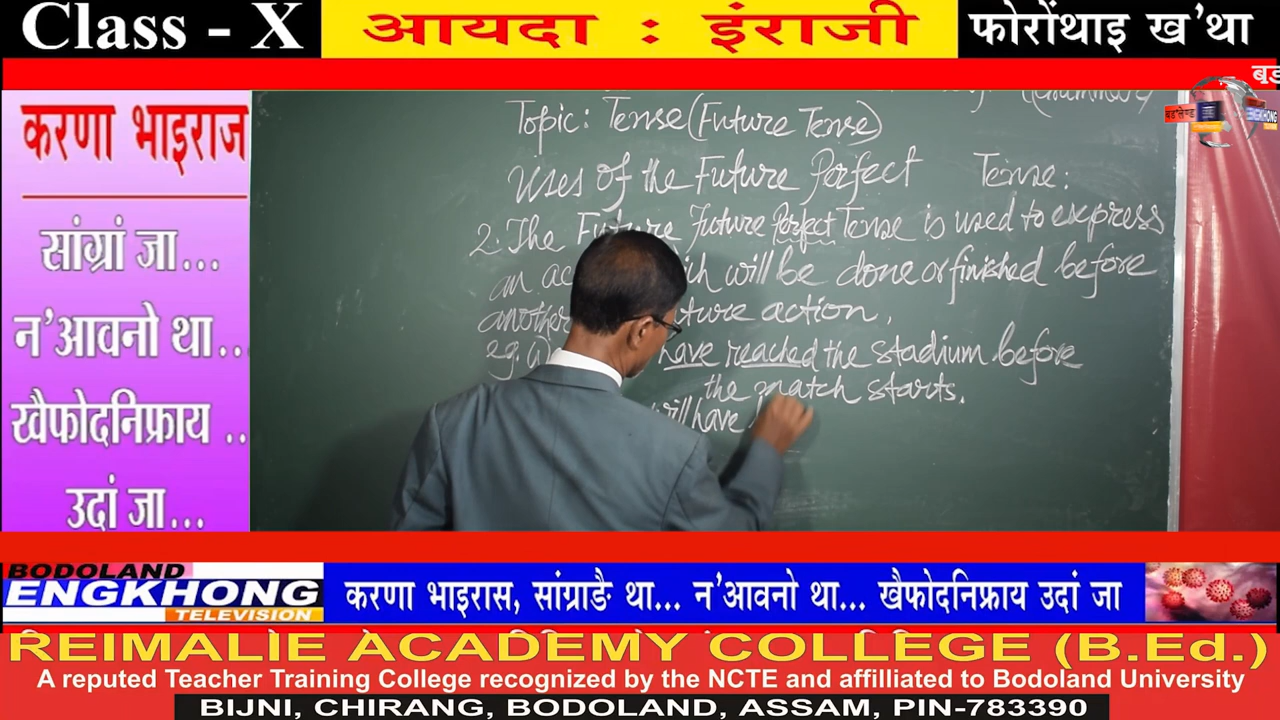 Class - X
आयदा : इंराजी
फोरोंथाइ ख'था
करणा भाइराज
सांग्रां जा...
न'आवनो था...
खैफोदनिफ्राय ..
उदां जा...
Topic: Tense (Future Tense)
Uses of the Future Perfect Tense:
2. The Future Future Perfect Tense is used to express
an will be done or finished before
another action.
eg. a) have reached the stadium before
the match starts.
will have
BODOLAND
ENGKHONG
TELEVISION
करणा भाइरास, सांग्राङै था... न'आवनो था... खैफोदनिफ्राय उदां जा
REIMALIE ACADEMY COLLEGE (B.Ed.)
A reputed Teacher Training College recognized by the NCTE and affiliated to Bodoland University
BIJNI, CHIRANG, BODOLAND, ASSAM, PIN-783390